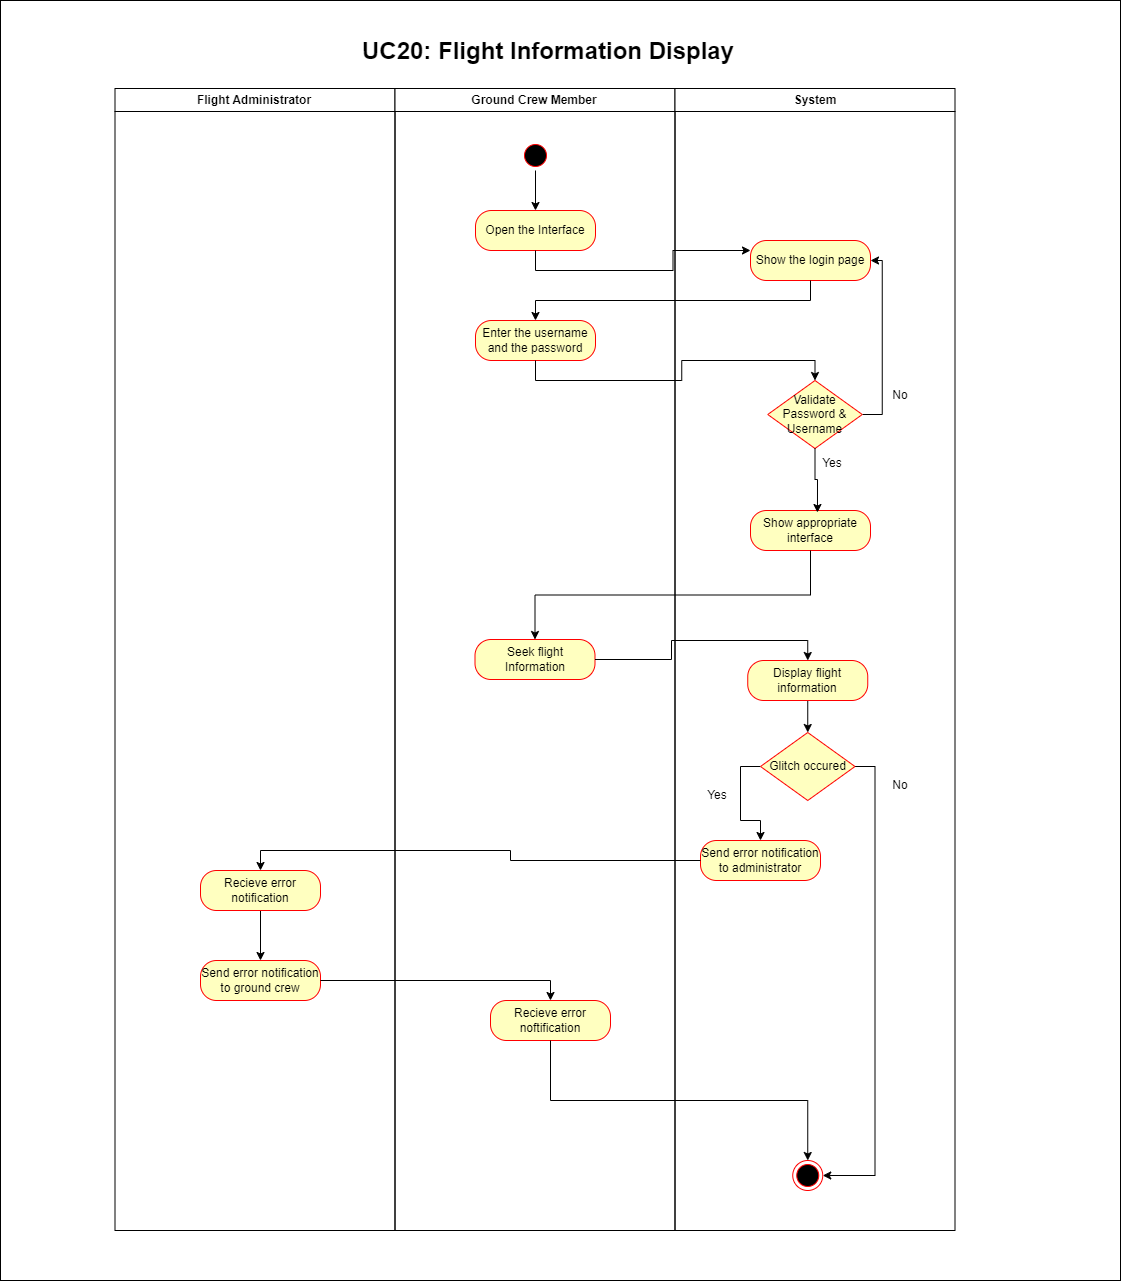 UC20: Flight Information Display
Flight Administrator
Ground Crew Member
System
Open the Interface
Show the login page
Enter the username
and the password
Validate
Password &
Username
No
Yes
Show appropriate
interface
Seek flight
Information
Display flight
information
Glitch occured
No
Yes
Send error notification
to administrator
Recieve error
notification
Send error notification
to ground crew
Recieve error
noftification